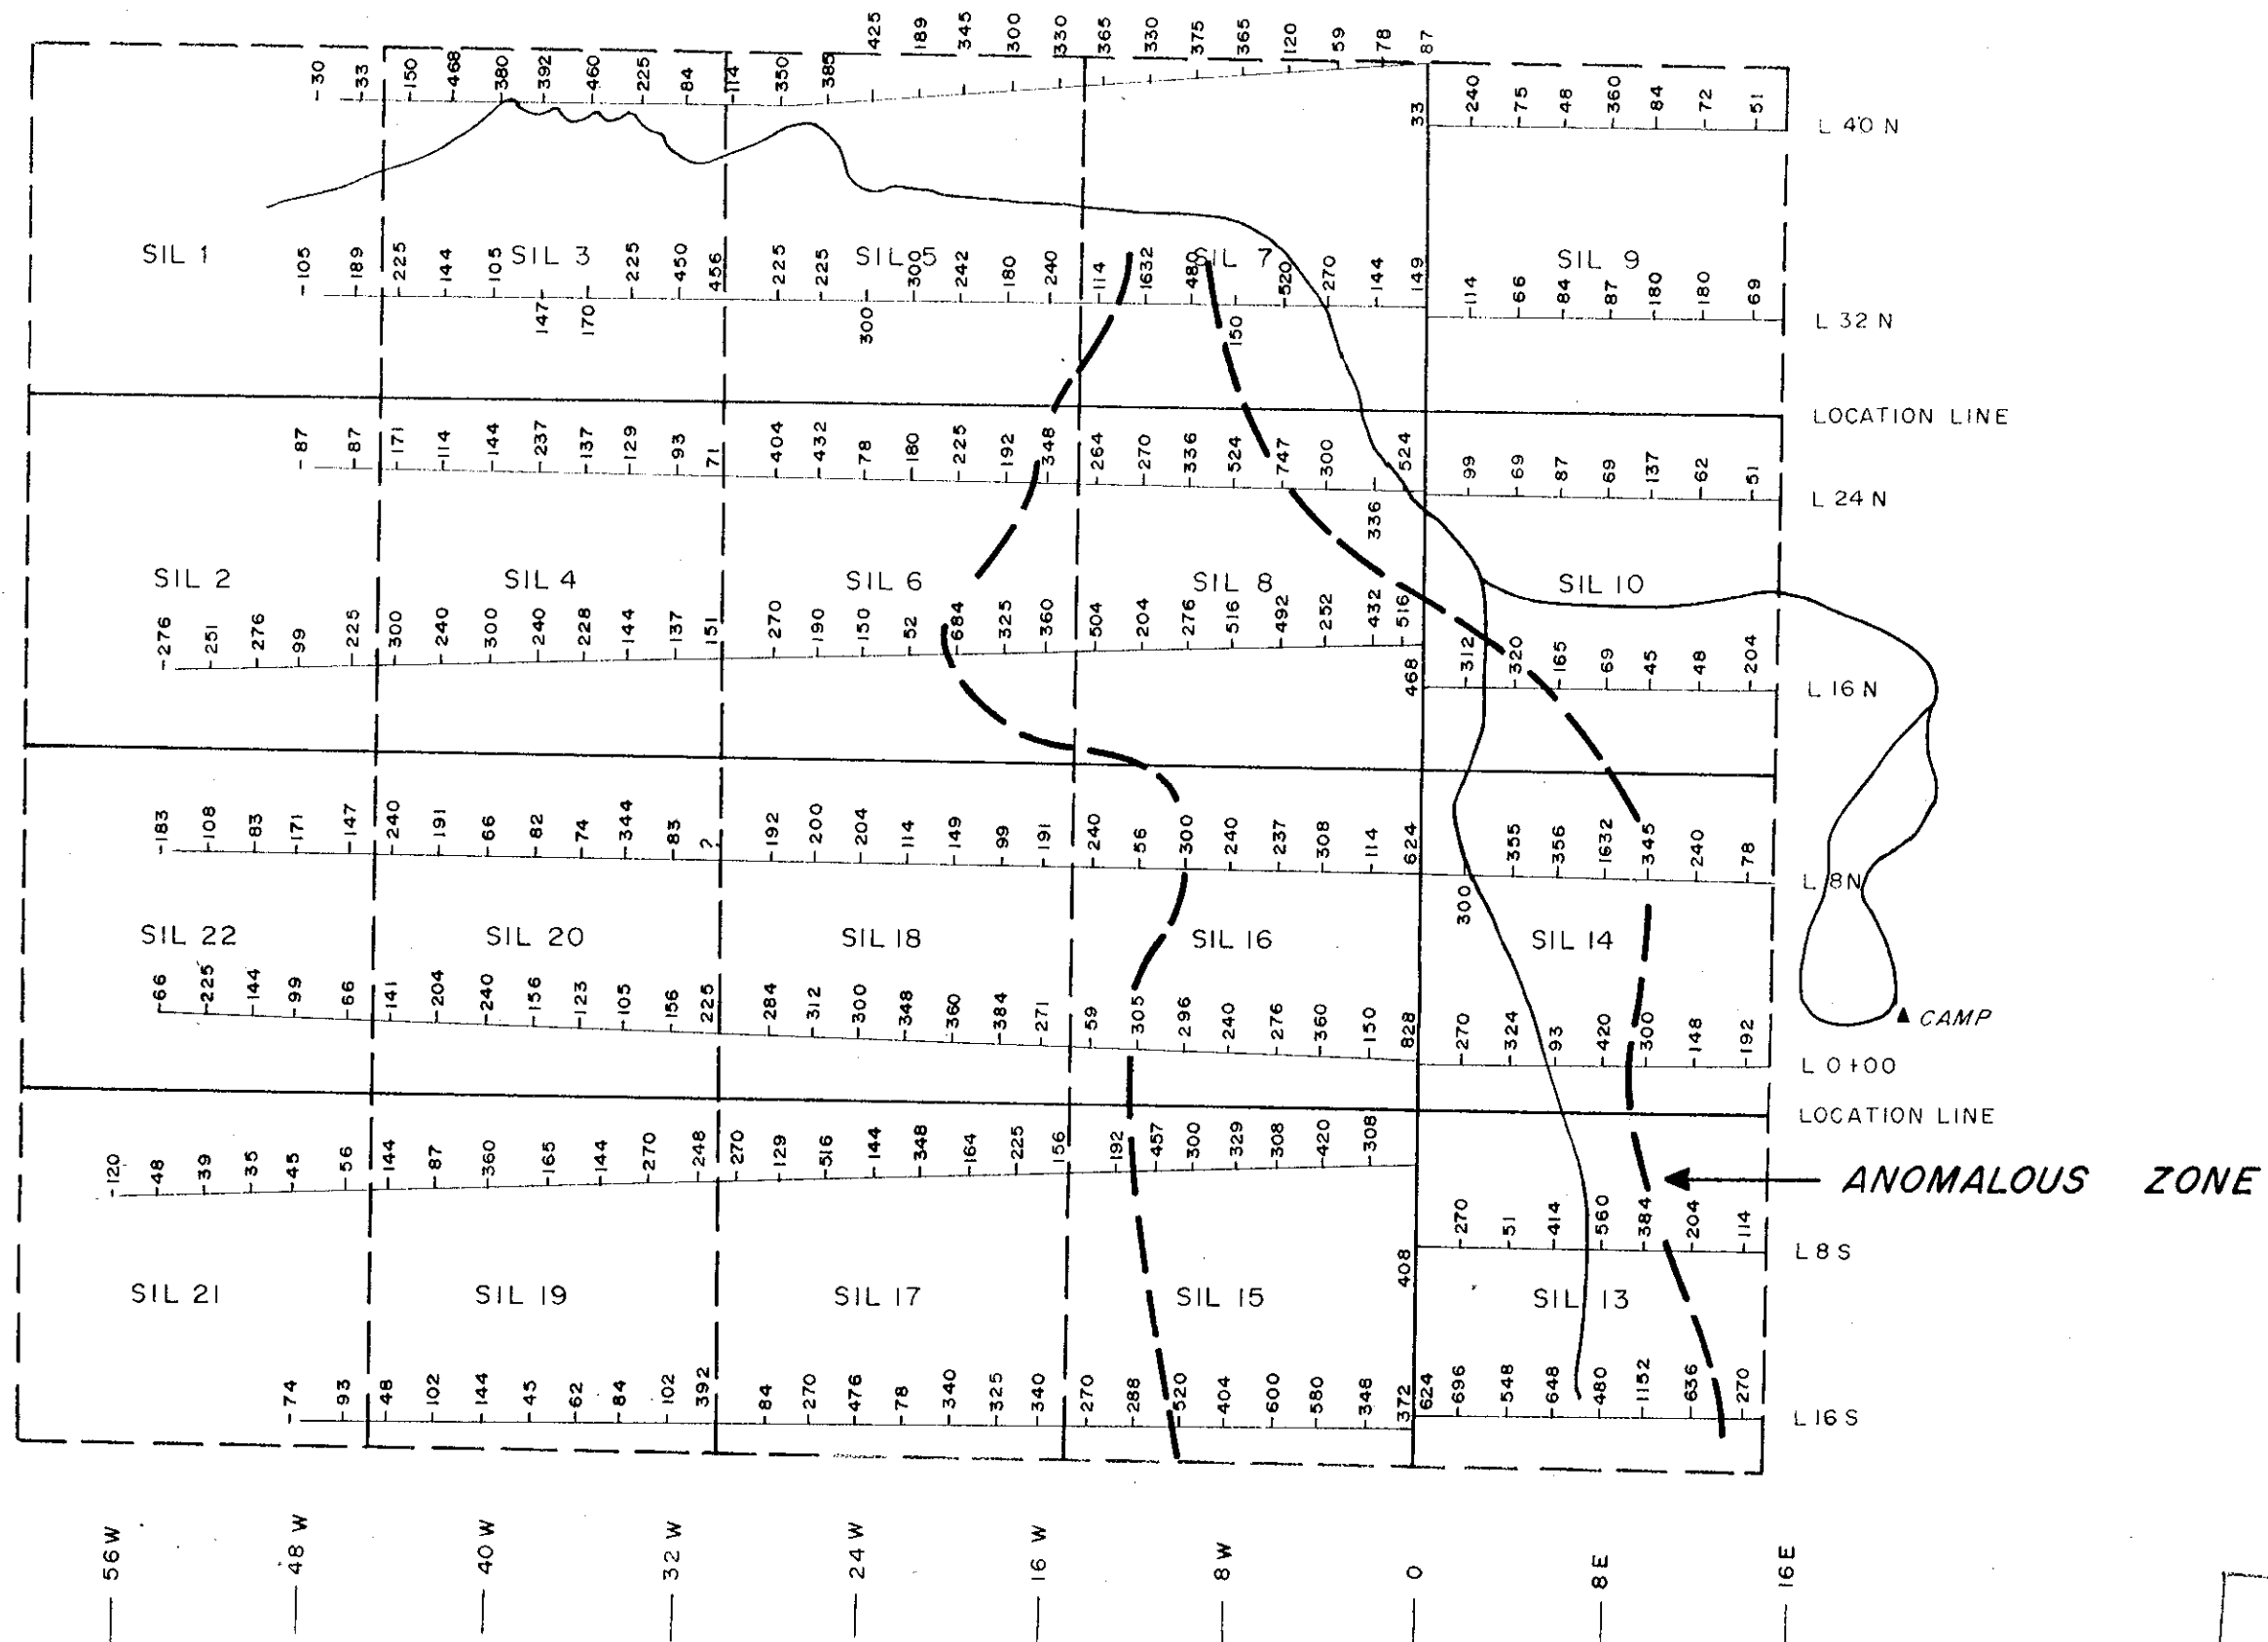 425 189 345 300 330 365 330 375 365 120 59 78 87
30 33 150 468 380 392 460 225 84 114 350 385
33 240 75 48 360 84 72 51
L 40 N
SIL 1 SIL 3 SIL 5 SIL 7 SIL 9
105 189 225 144 105 225 450 456 225 225 300 242 180 240 114 1632 480 520 270 144 149 114 66 84 87 180 180 69
147 170 300 150
L 32 N
LOCATION LINE
87 87 171 114 144 237 137 129 93 71 404 432 78 180 225 192 348 264 270 336 524 747 300 524 99 69 87 69 137 62 51
L 24 N
336
SIL 2 SIL 4 SIL 6 SIL 8 SIL 10
276 251 276 99 225 300 240 300 240 228 144 137 151 270 190 150 52 684 325 360 504 204 276 516 492 252 432 516
468 312 320 165 69 45 48 204
L 16 N
183 108 83 171 147 240 191 66 82 74 344 83 ? 192 200 204 114 149 99 191 240 56 300 240 237 308 114 624 355 356 1632 345 240 78
L 8 N
300
SIL 22 SIL 20 SIL 18 SIL 16 SIL 14
66 225 144 99 66 141 204 240 156 123 105 156 225 284 312 300 348 360 384 271 59 305 296 240 276 360 150 828 270 324 93 420 300 148 192
CAMP
L 0+00
LOCATION LINE
120 48 39 35 45 56 144 87 360 165 144 270 248 270 129 516 144 348 164 225 156 192 457 300 329 308 420 308
ANOMALOUS ZONE
408 270 51 414 560 384 204 114
L 8 S
SIL 21 SIL 19 SIL 17 SIL 15 SIL 13
74 93 48 102 144 45 62 84 102 392 84 270 476 78 340 325 340 270 288 520 404 600 580 348 372 624 696 548 648 480 1152 636 270
L 16 S
56 W 48 W 40 W 32 W 24 W 16 W 8 W 0 8 E 16 E